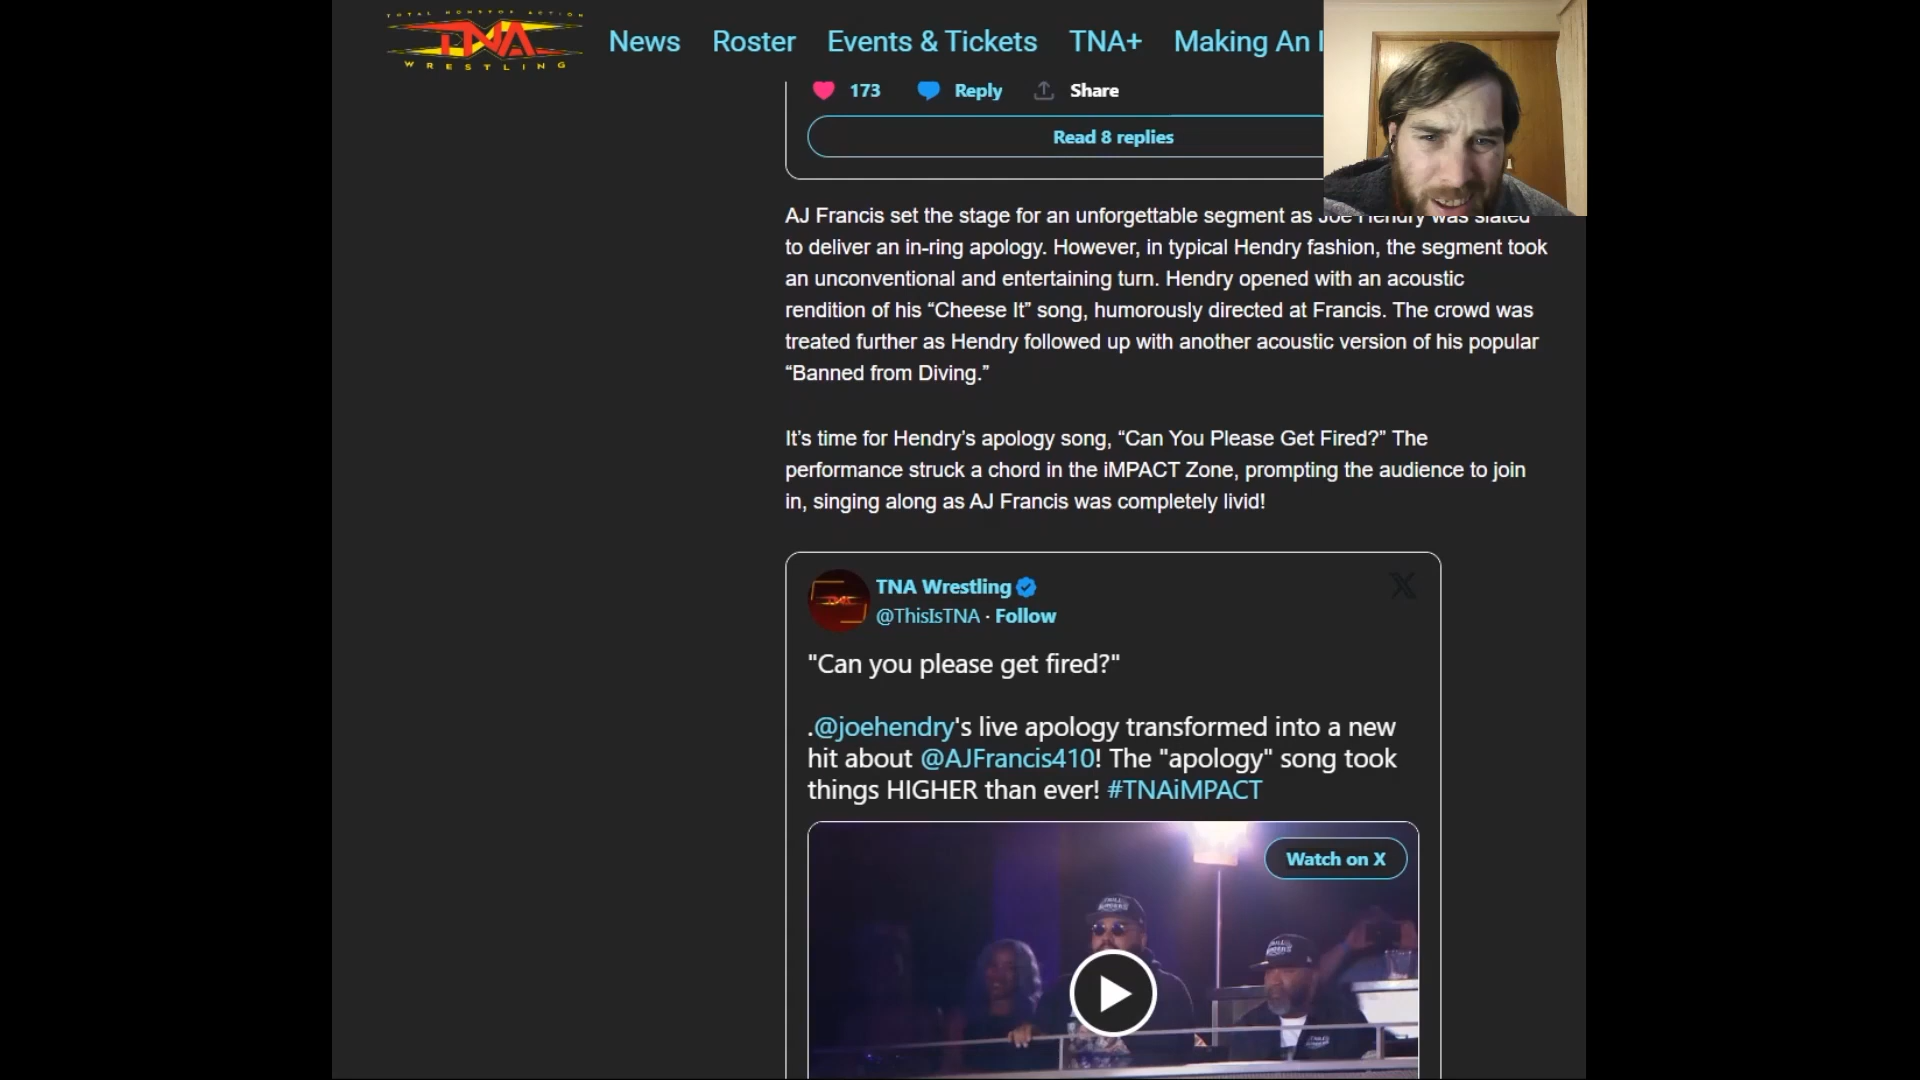 TOTAL NONSTOP ACTION
TNA
WRESTLING
News Roster Events & Tickets TNA+ Making An
173 Reply Share
Read 8 replies
AJ Francis set the stage for an unforgettable segment as Joe Hendry was slated
to deliver an in-ring apology. However, in typical Hendry fashion, the segment took
an unconventional and entertaining turn. Hendry opened with an acoustic
rendition of his “Cheese It” song, humorously directed at Francis. The crowd was
treated further as Hendry followed up with another acoustic version of his popular
“Banned from Diving.”
It’s time for Hendry’s apology song, “Can You Please Get Fired?” The
performance struck a chord in the iMPACT Zone, prompting the audience to join
in, singing along as AJ Francis was completely livid!
TNA Wrestling
@ThisIsTNA · Follow
"Can you please get fired?"
.@joehendry's live apology transformed into a new
hit about @AJFrancis410! The "apology" song took
things HIGHER than ever! #TNAiMPACT
Watch on X